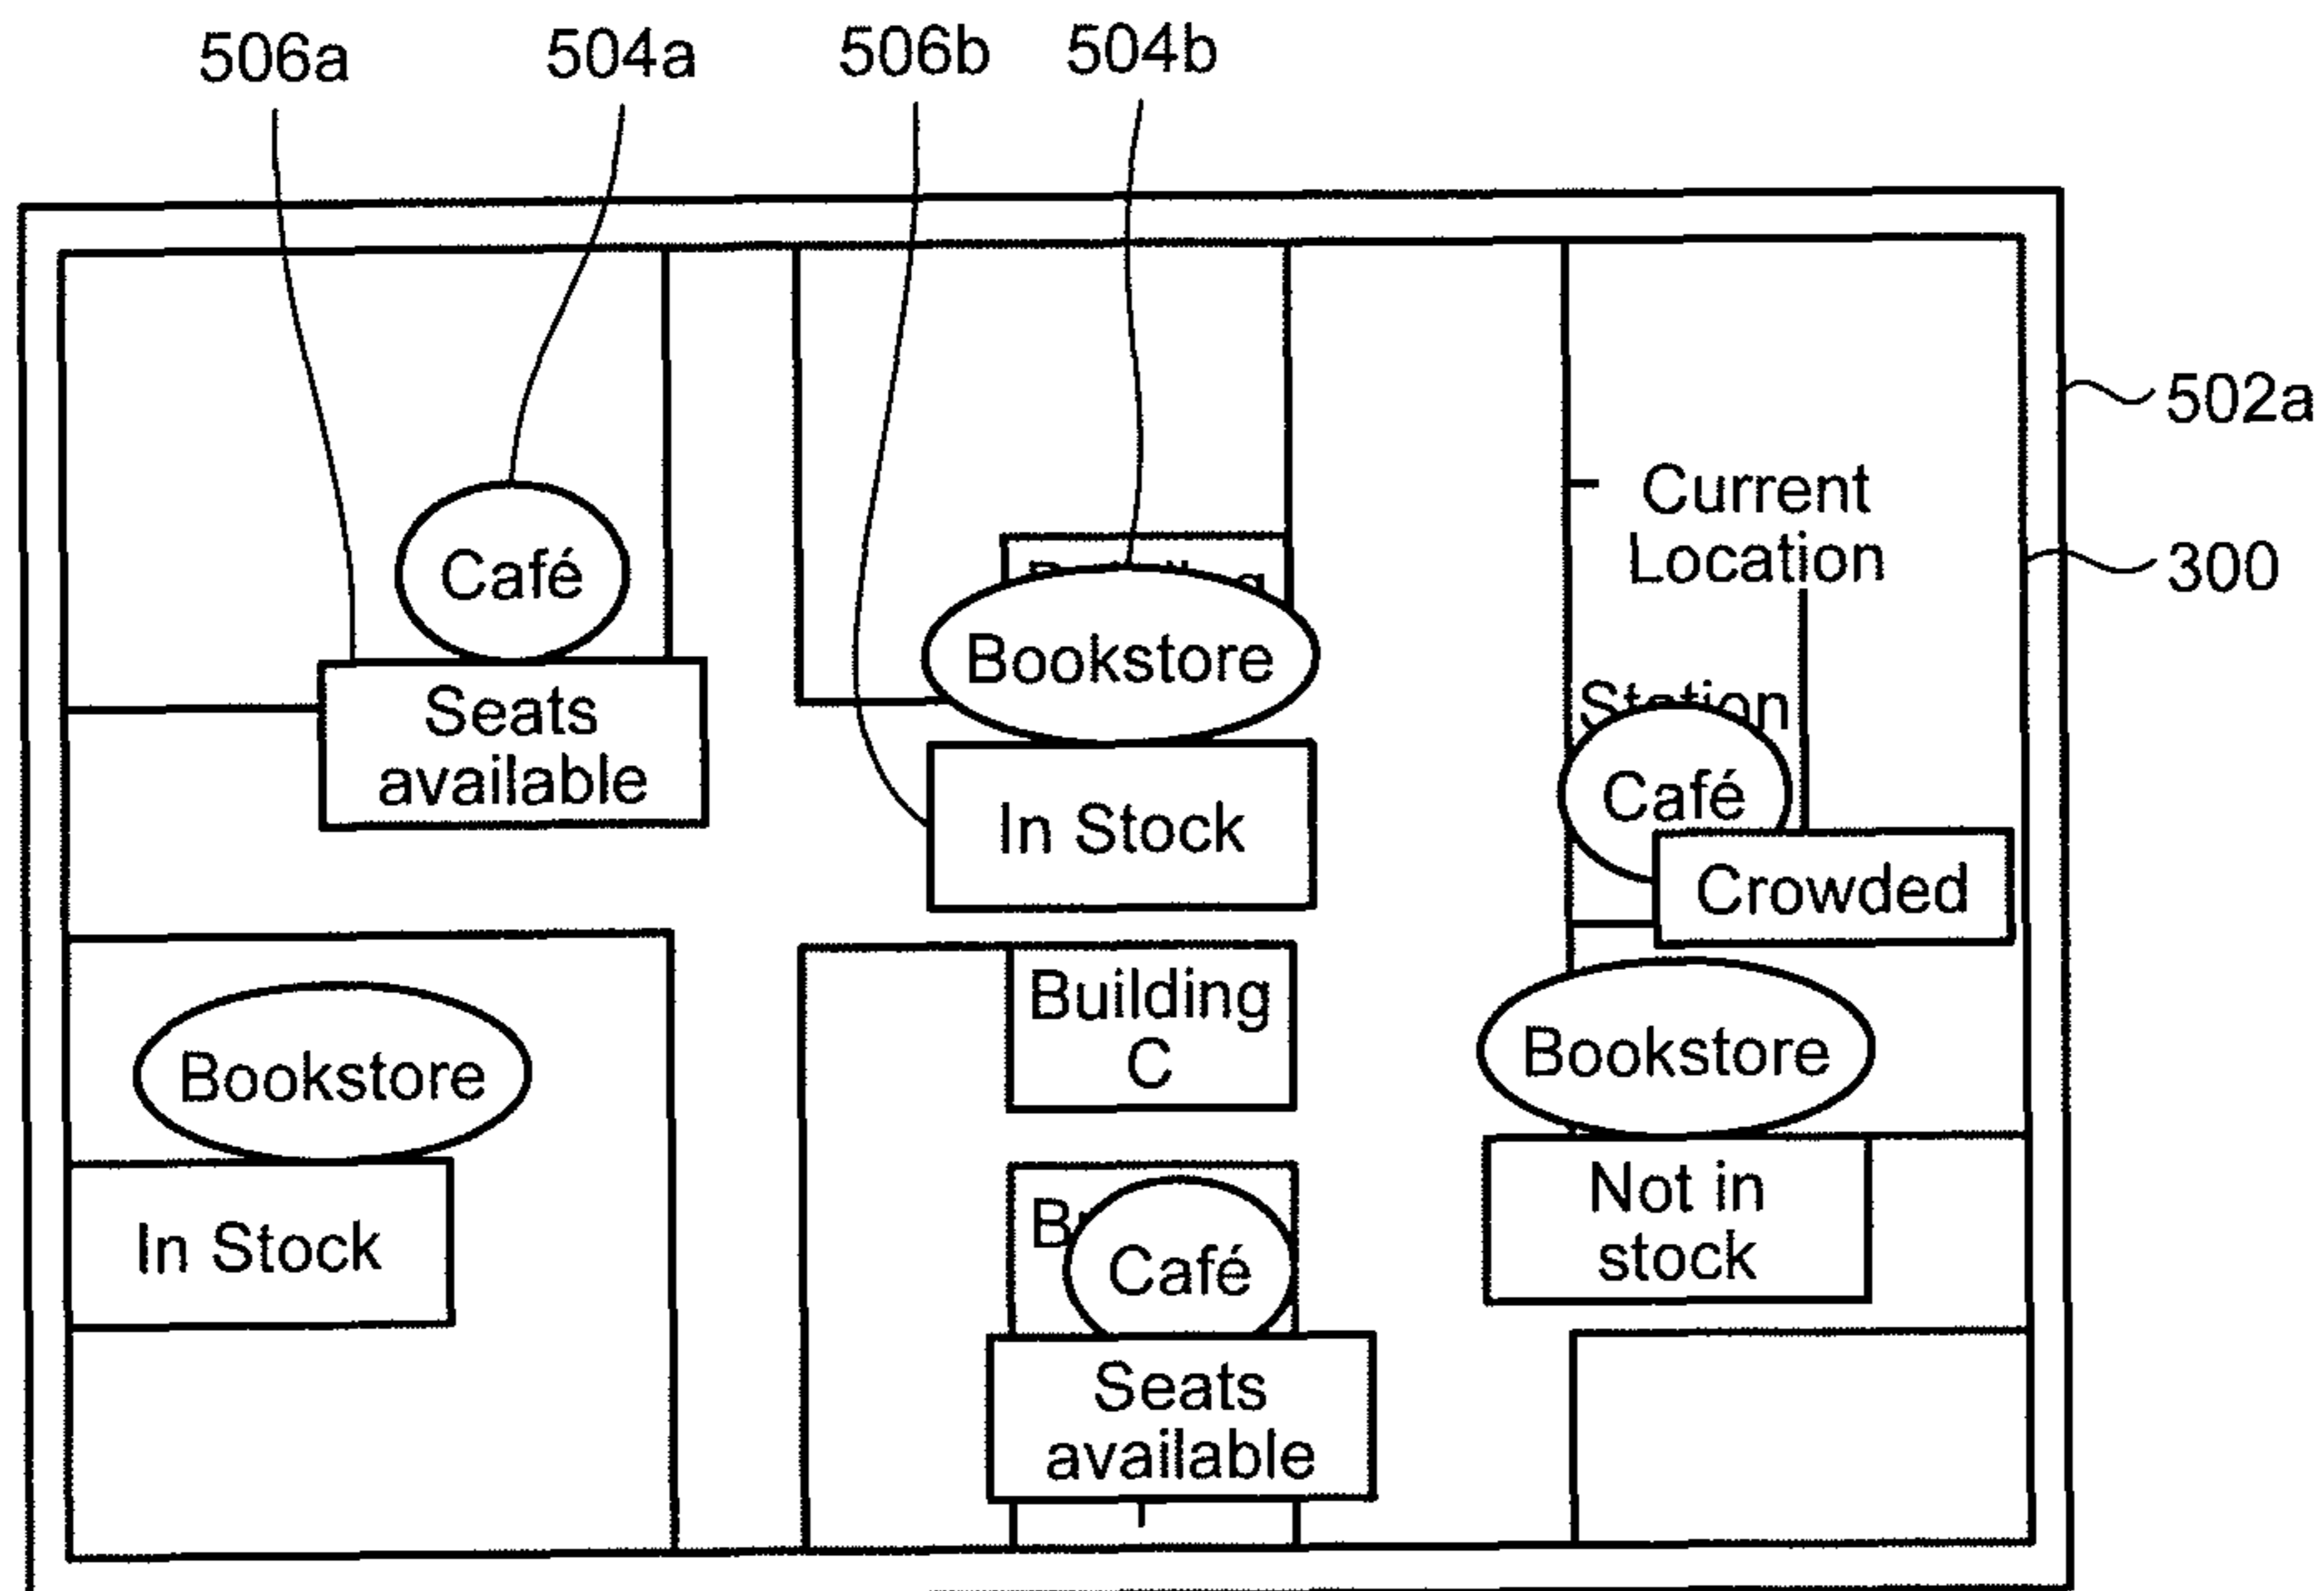 506a 504a 506b 504b
502a
Current
Location
300
Café
Bookstore
Station
Seats
available
Café
In Stock
Crowded
Building
C
Bookstore
Bookstore
Not in
stock
In Stock
Café
Seats
available